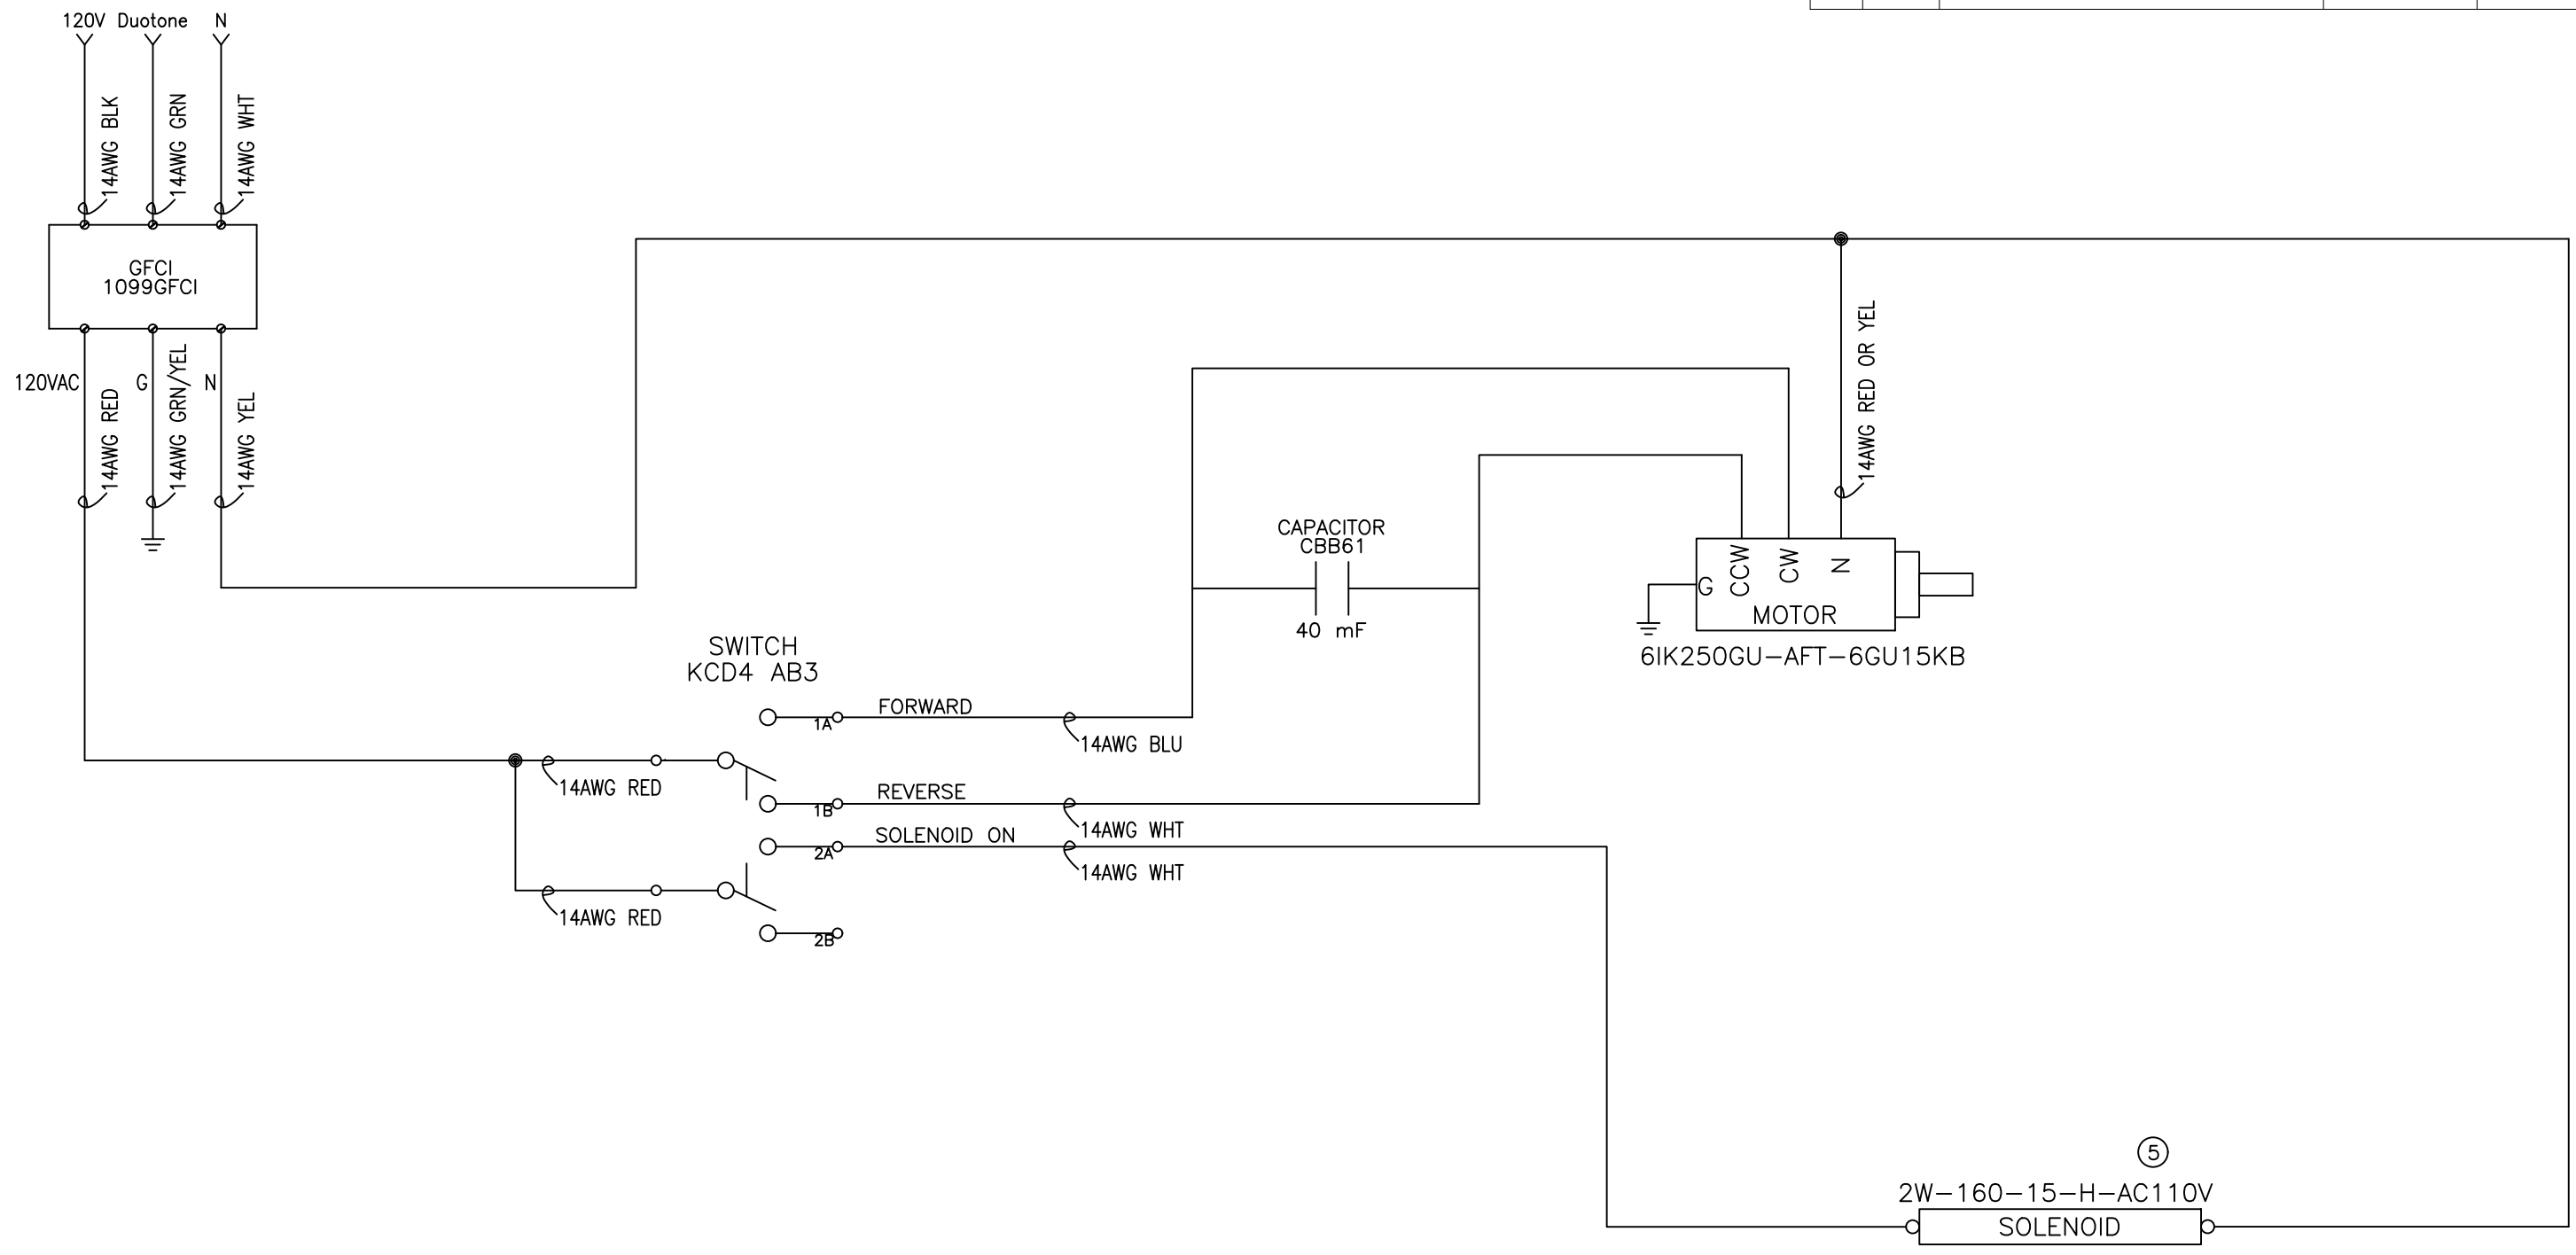 120V Duotone N
14AWG BLK
14AWG GRN
14AWG WHT
GFCI
1099GFCI
120VAC
G
N
14AWG RED
14AWG GRN/YEL
14AWG YEL
14AWG RED OR YEL
CAPACITOR
CBB61
40 mF
G
CCW
CW
N
MOTOR
6IK250GU-AFT-6GU15KB
SWITCH
KCD4 AB3
1A
FORWARD
14AWG BLU
14AWG RED
1B
REVERSE
14AWG WHT
2A
SOLENOID ON
14AWG WHT
14AWG RED
2B
5
2W-160-15-H-AC110V
SOLENOID